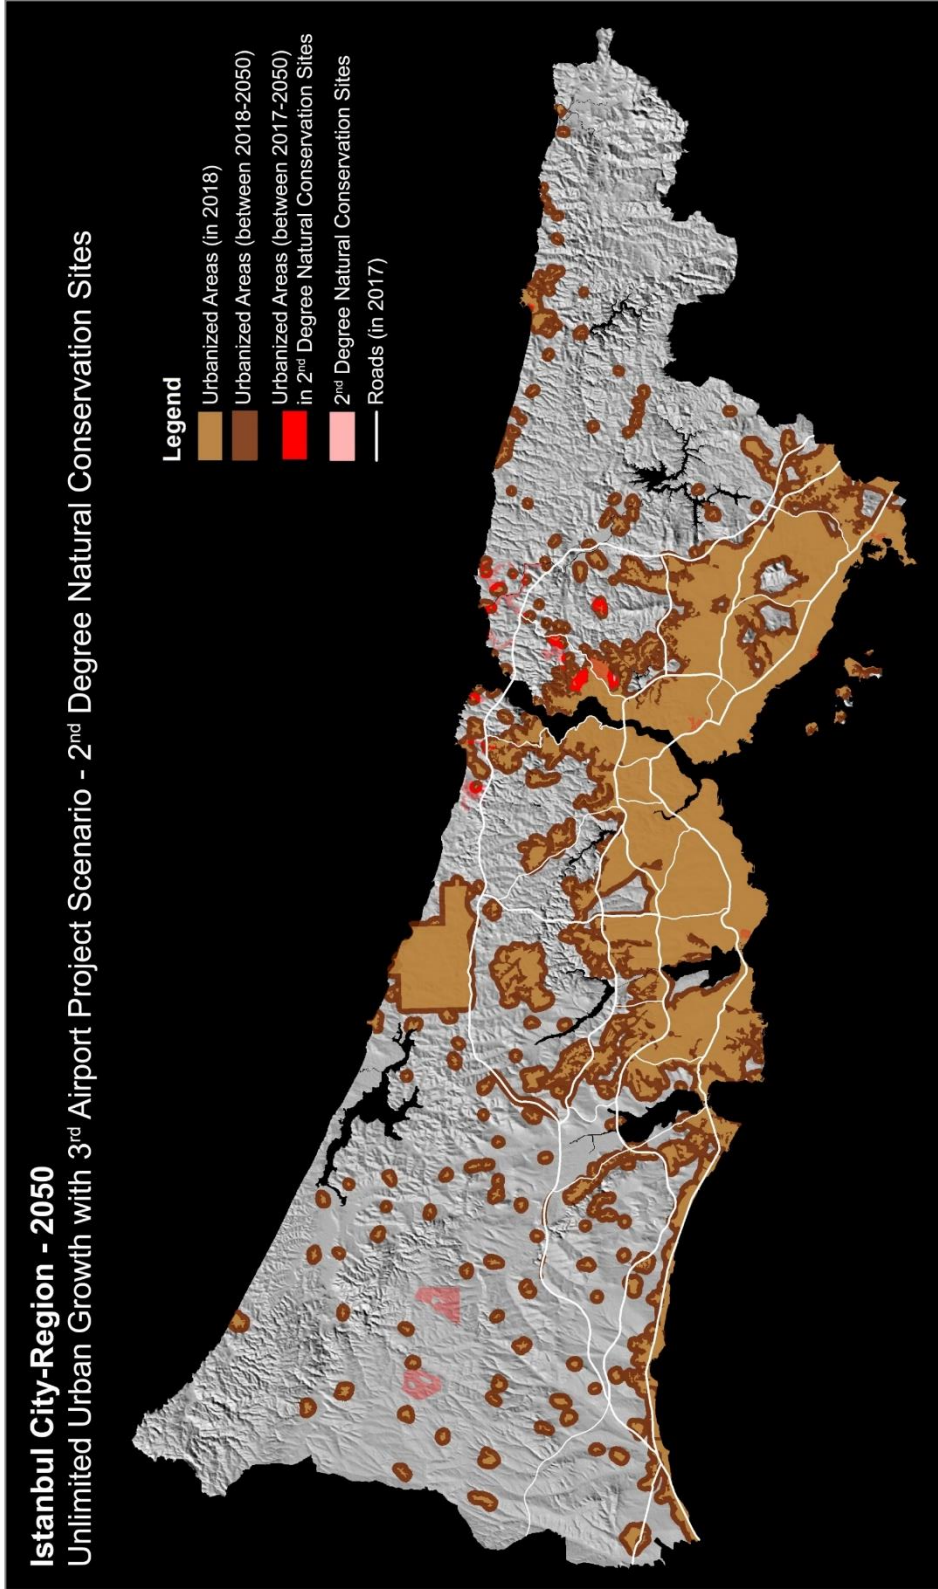 Istanbul City-Region - 2050
Unlimited Urban Growth with 3rd Airport Project Scenario - 2nd Degree Natural Conservation Sites
Legend
Urbanized Areas (in 2018)
Urbanized Areas (between 2018-2050)
Urbanized Areas (between 2017-2050)
in 2nd Degree Natural Conservation Sites
2nd Degree Natural Conservation Sites
Roads (in 2017)